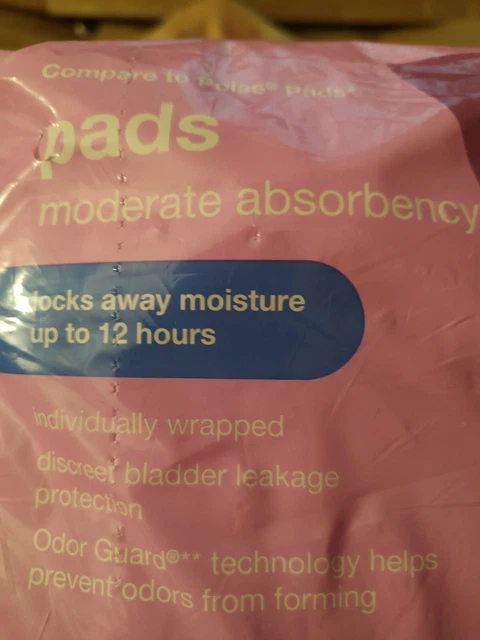 Compare to Poise® Pads*
pads
moderate absorbency
locks away moisture
up to 12 hours
individually wrapped
discreet bladder leakage
protection
Odor Guard®** technology helps
prevent odors from forming